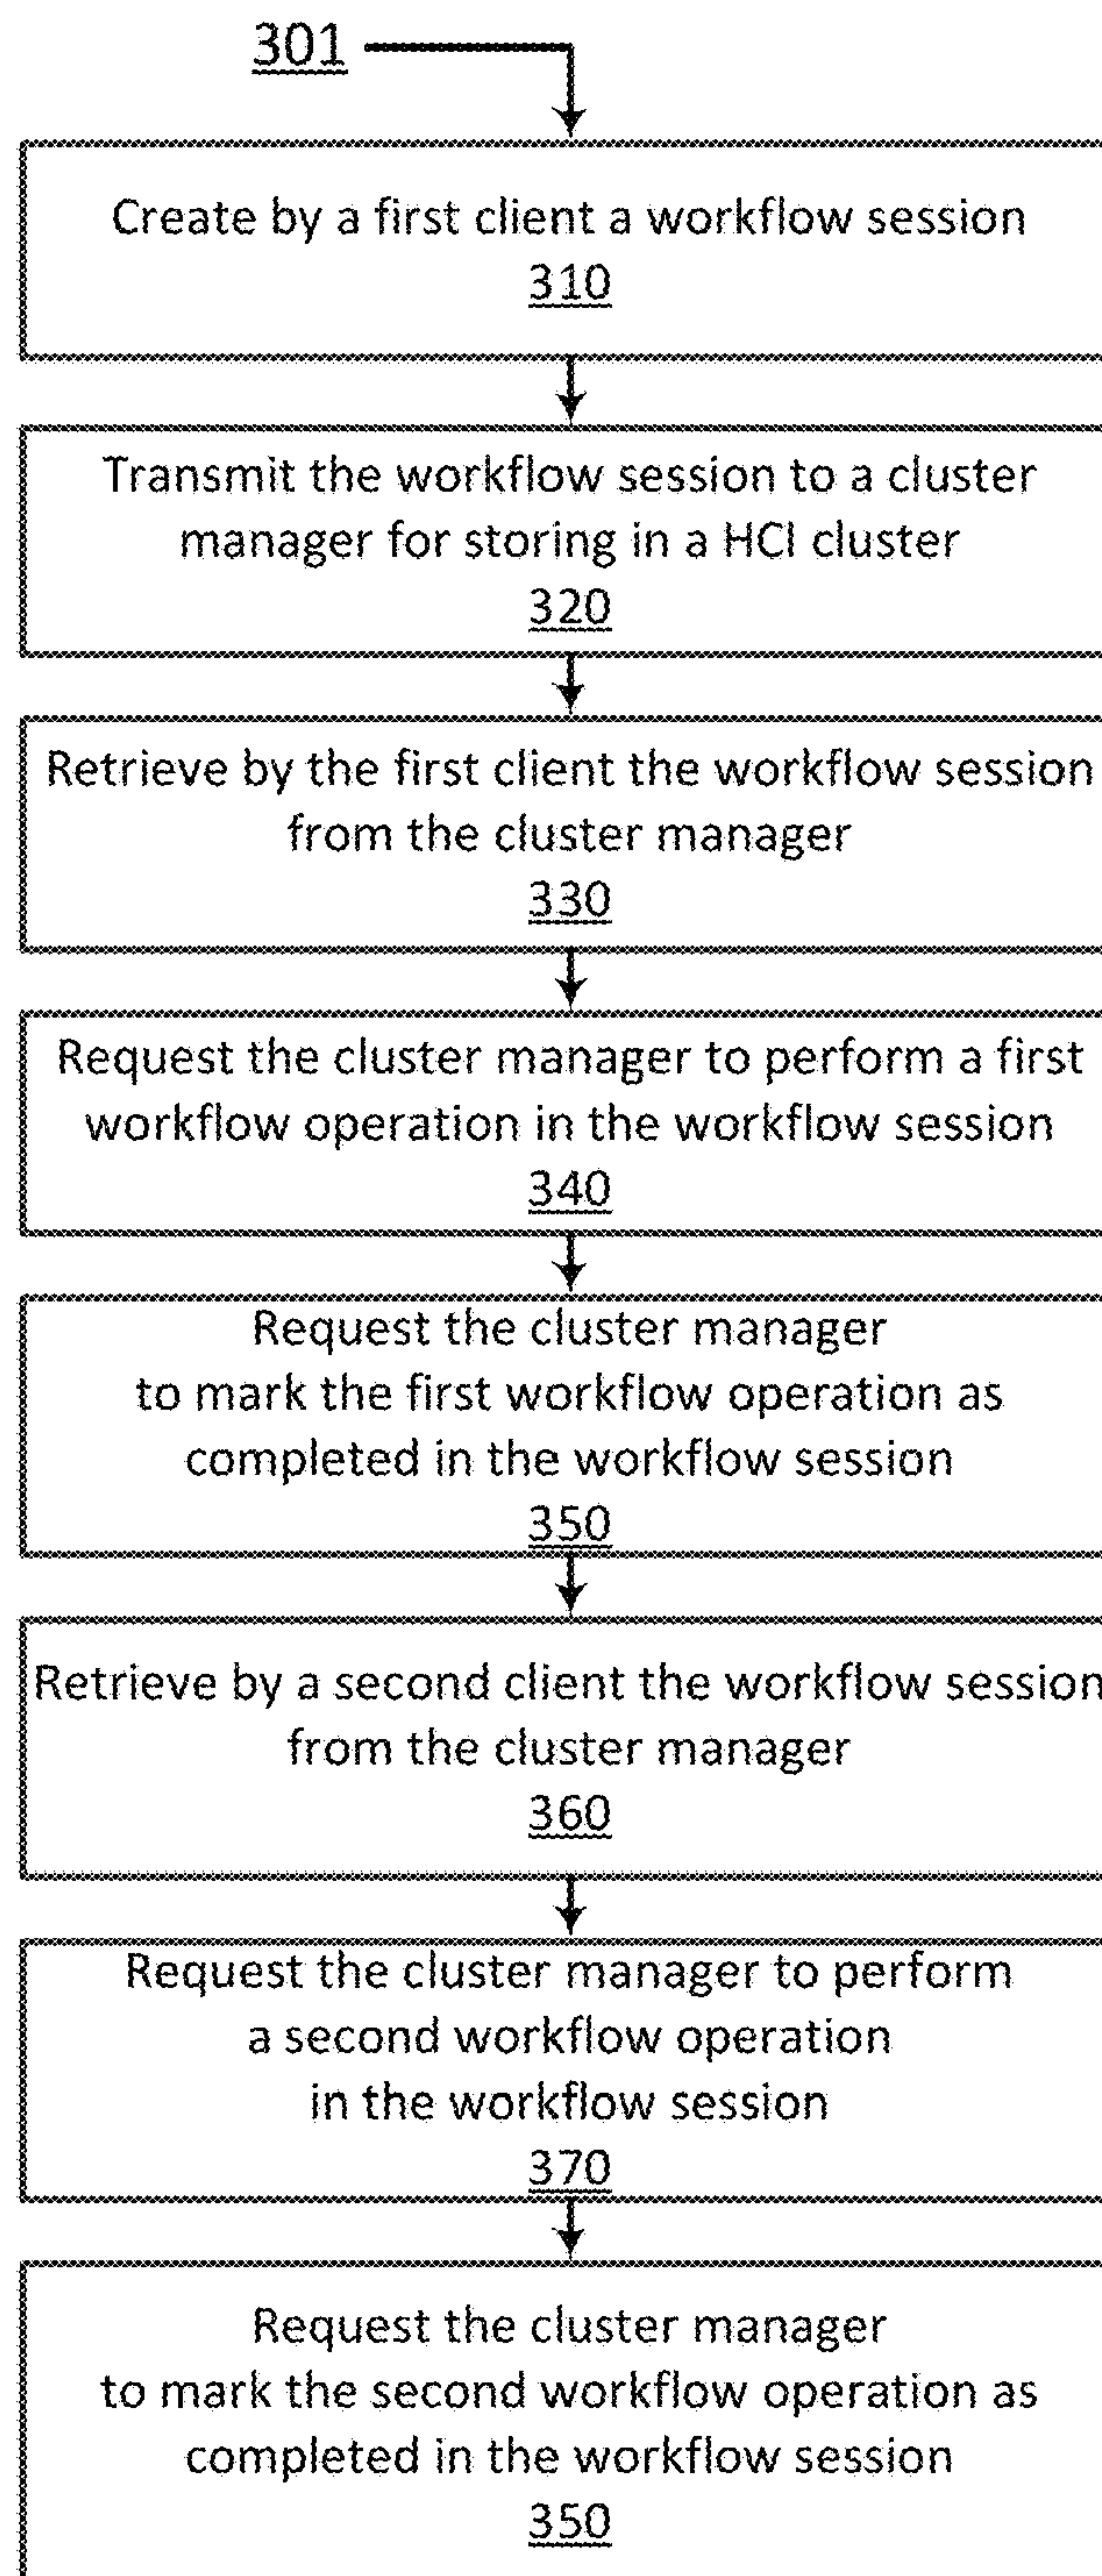 301
Create by a first client a workflow session
310
Transmit the workflow session to a cluster
manager for storing in a HCI cluster
320
Retrieve by the first client the workflow session
from the cluster manager
330
Request the cluster manager to perform a first
workflow operation in the workflow session
340
Request the cluster manager
to mark the first workflow operation as
completed in the workflow session
350
Retrieve by a second client the workflow session
from the cluster manager
360
Request the cluster manager to perform
a second workflow operation
in the workflow session
370
Request the cluster manager
to mark the second workflow operation as
completed in the workflow session
350